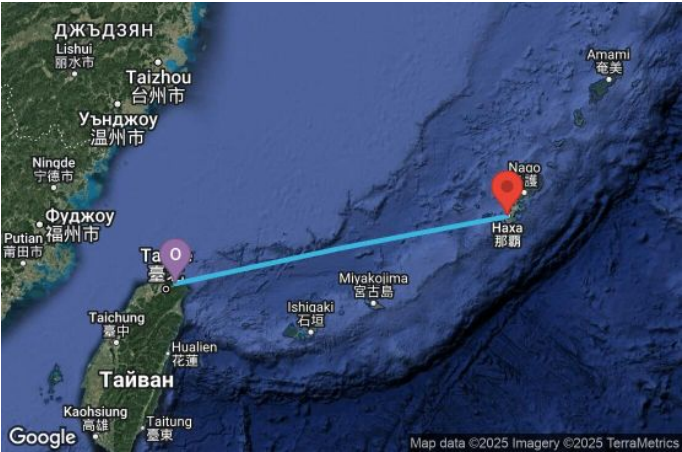 ДЖЪДЗЯН
Lishui
丽水市
Taizhou
台州市
Уънджоу
温州市
Ningde
宁德市
Фуджоу
福州市
Putian
莆田市
Amami
奄美
Nago
護
Наха
那覇
O
Miyakojima
宮古島
Ishigaki
石垣
Taichung
臺中
Hualien
花蓮
Тайван
Kaohsiung
高雄
Taitung
臺東
Google
Map data ©2025 Imagery ©2025 TerraMetrics